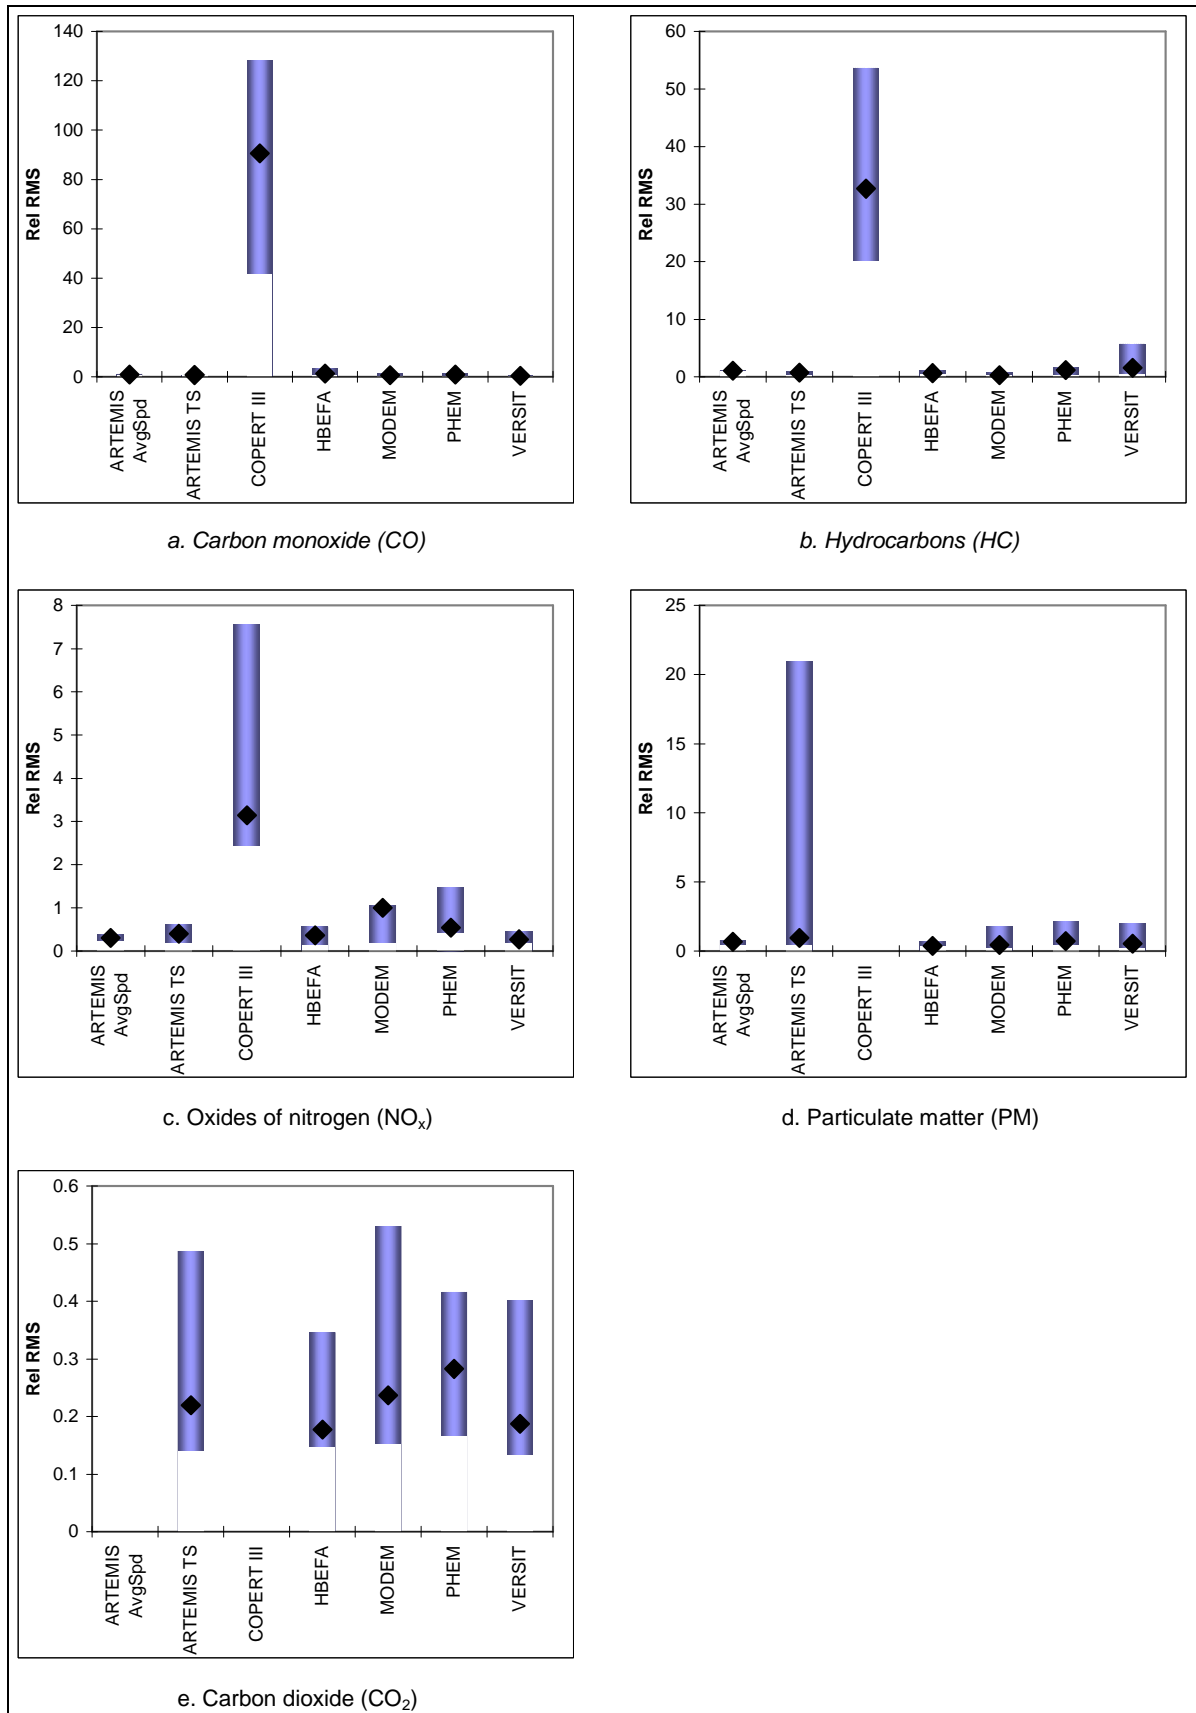 140
120
100
80
60
40
20
0
Rel RMS
ARTEMIS
AvgSpd
ARTEMIS TS
COPERT III
HBEFA
MODEM
PHEM
VERSIT
a. Carbon monoxide (CO)
60
50
40
30
20
10
0
Rel RMS
ARTEMIS
AvgSpd
ARTEMIS TS
COPERT III
HBEFA
MODEM
PHEM
VERSIT
b. Hydrocarbons (HC)
8
7
6
5
4
3
2
1
0
Rel RMS
ARTEMIS
AvgSpd
ARTEMIS TS
COPERT III
HBEFA
MODEM
PHEM
VERSIT
c. Oxides of nitrogen (NOx)
25
20
15
10
5
0
Rel RMS
ARTEMIS
AvgSpd
ARTEMIS TS
COPERT III
HBEFA
MODEM
PHEM
VERSIT
d. Particulate matter (PM)
0.6
0.5
0.4
0.3
0.2
0.1
0
Rel RMS
ARTEMIS
AvgSpd
ARTEMIS TS
COPERT III
HBEFA
MODEM
PHEM
VERSIT
e. Carbon dioxide (CO2)